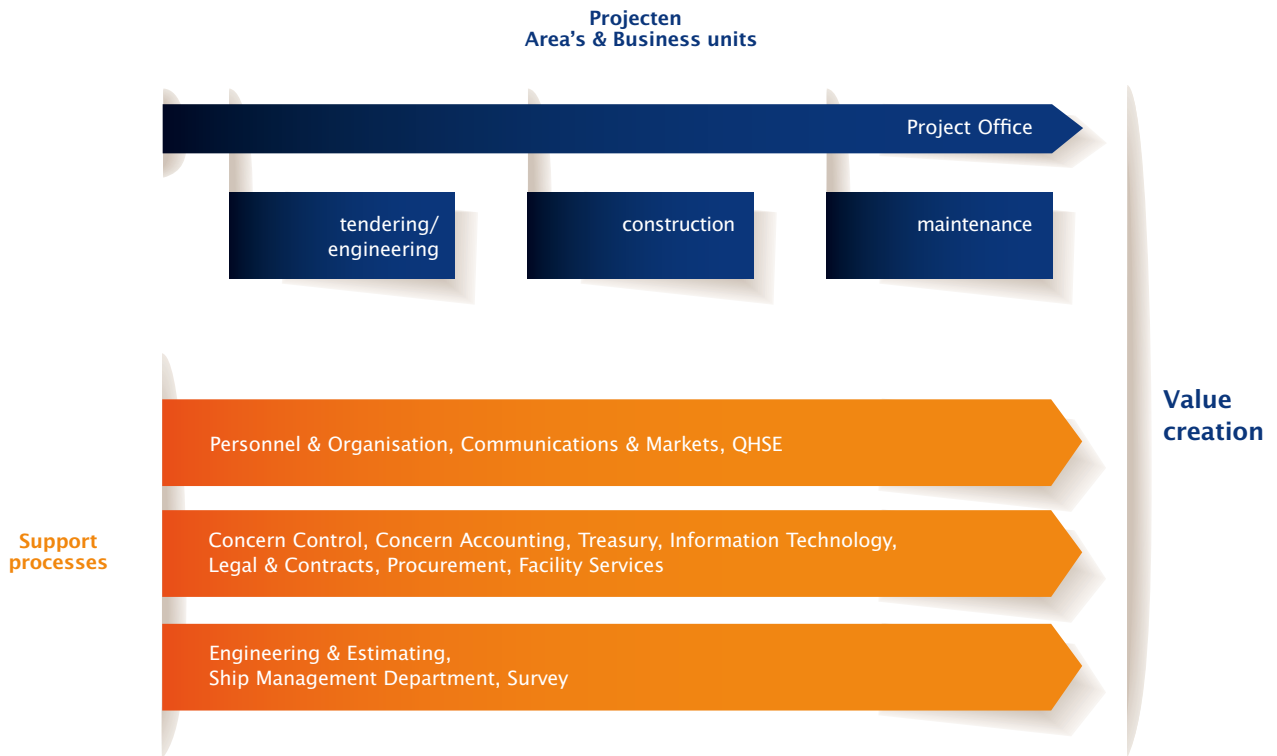 Projecten
Area’s & Business units
Project Office
tendering/
engineering
construction
maintenance
Value
creation
Personnel & Organisation, Communications & Markets, QHSE
Support
processes
Concern Control, Concern Accounting, Treasury, Information Technology,
Legal & Contracts, Procurement, Facility Services
Engineering & Estimating,
Ship Management Department, Survey